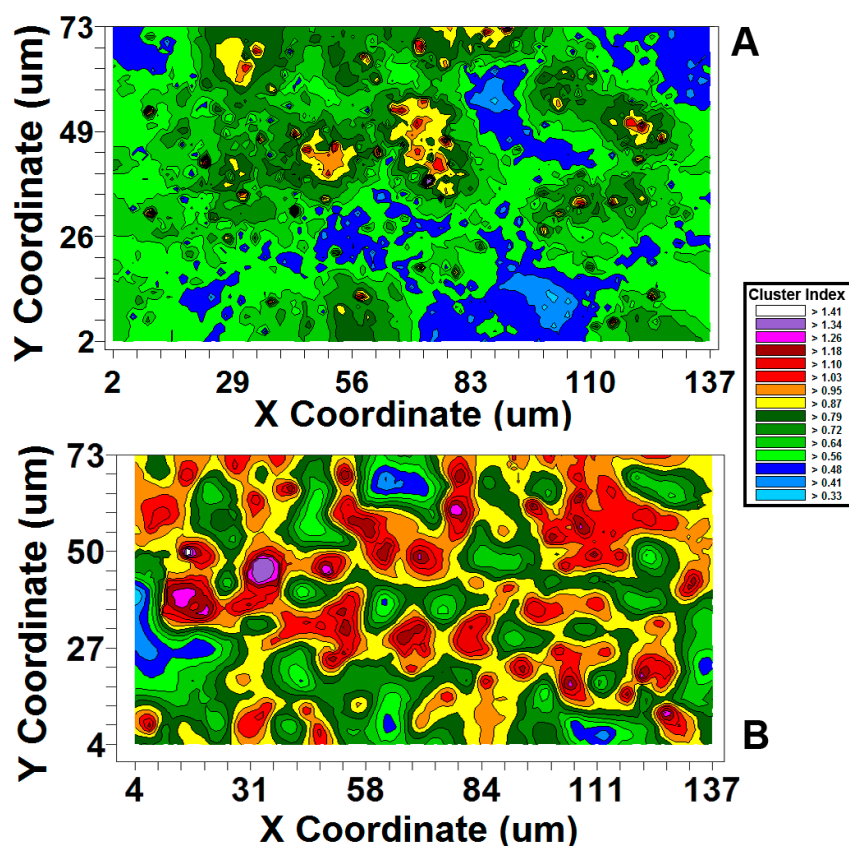 A
Y Coordinate (um)
73
49
26
2
2 29 56 83 110 137
X Coordinate (um)
Cluster Index
> 1.41
> 1.34
> 1.26
> 1.18
> 1.10
> 1.03
> 0.95
> 0.87
> 0.79
> 0.72
> 0.64
> 0.56
> 0.48
> 0.41
> 0.33
Y Coordinate (um)
73
50
27
4
B
4 31 58 84 111 137
X Coordinate (um)